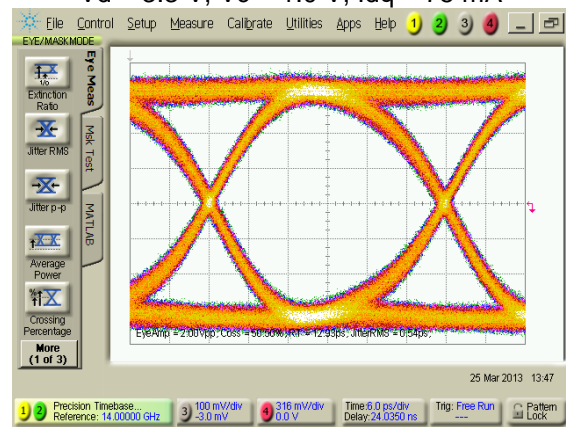 File Control Setup Measure Calibrate Utilities Apps Help 1 2 3 4
EYE/MASK MODE
Extinction
Ratio
Jitter RMS
Jitter p-p
Average
Power
Crossing
Percentage
More
(1 of 3)
Eye Meas
Msk Test
MATLAB
25 Mar 2013 13:47
1 2 Precision Timebase...
Reference: 14.00000 GHz
3 100 mV/div
-3.0 mV
4 316 mV/div
0.0 V
Time:6.0 ps/div
Delay:24.0350 ns
Trig: Free Run
---
Pattern
Lock